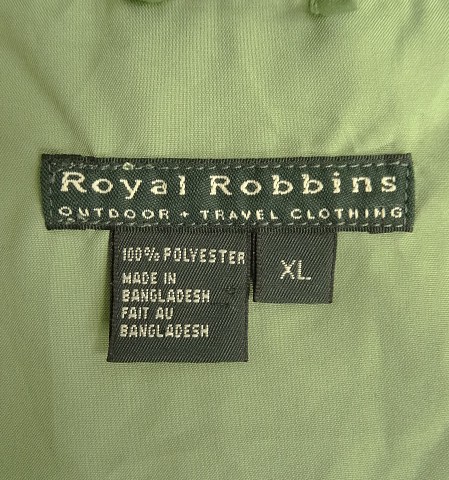 Royal Robbins
OUTDOOR + TRAVEL CLOTHING
100% POLYESTER
MADE IN
BANGLADESH
FAIT AU
BANGLADESH
XL